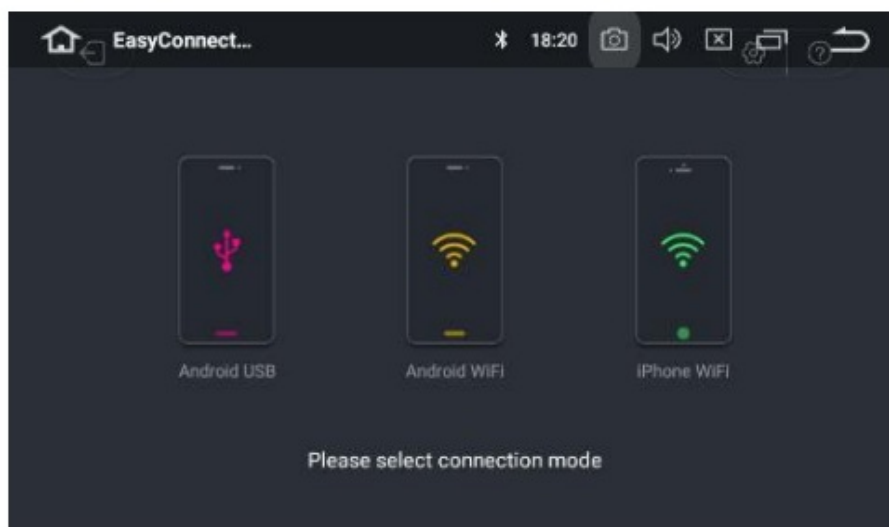 EasyConnect... 18:20
Android USB Android WiFi iPhone WiFi
Please select connection mode